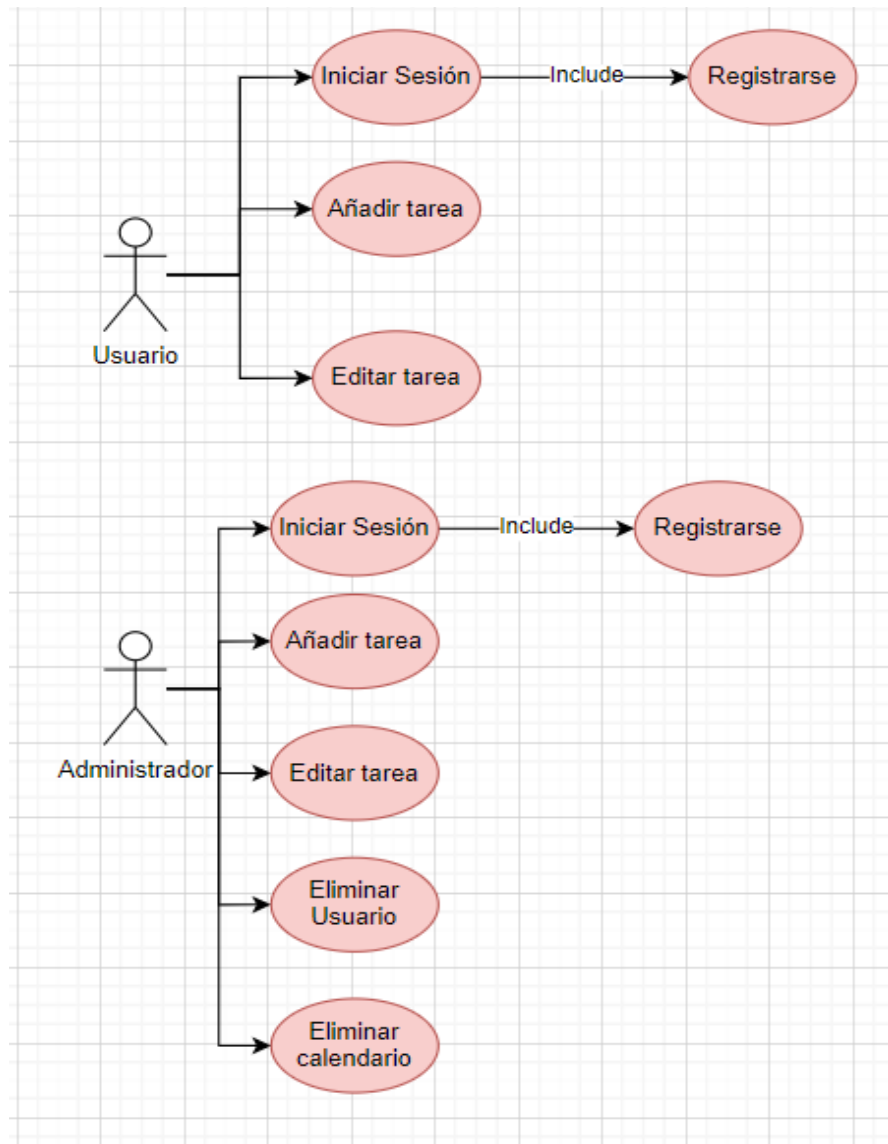 Iniciar Sesión
Include
Registrarse
Añadir tarea
Usuario
Editar tarea
Iniciar Sesión
Include
Registrarse
Añadir tarea
Administrador
Editar tarea
Eliminar
Usuario
Eliminar
calendario